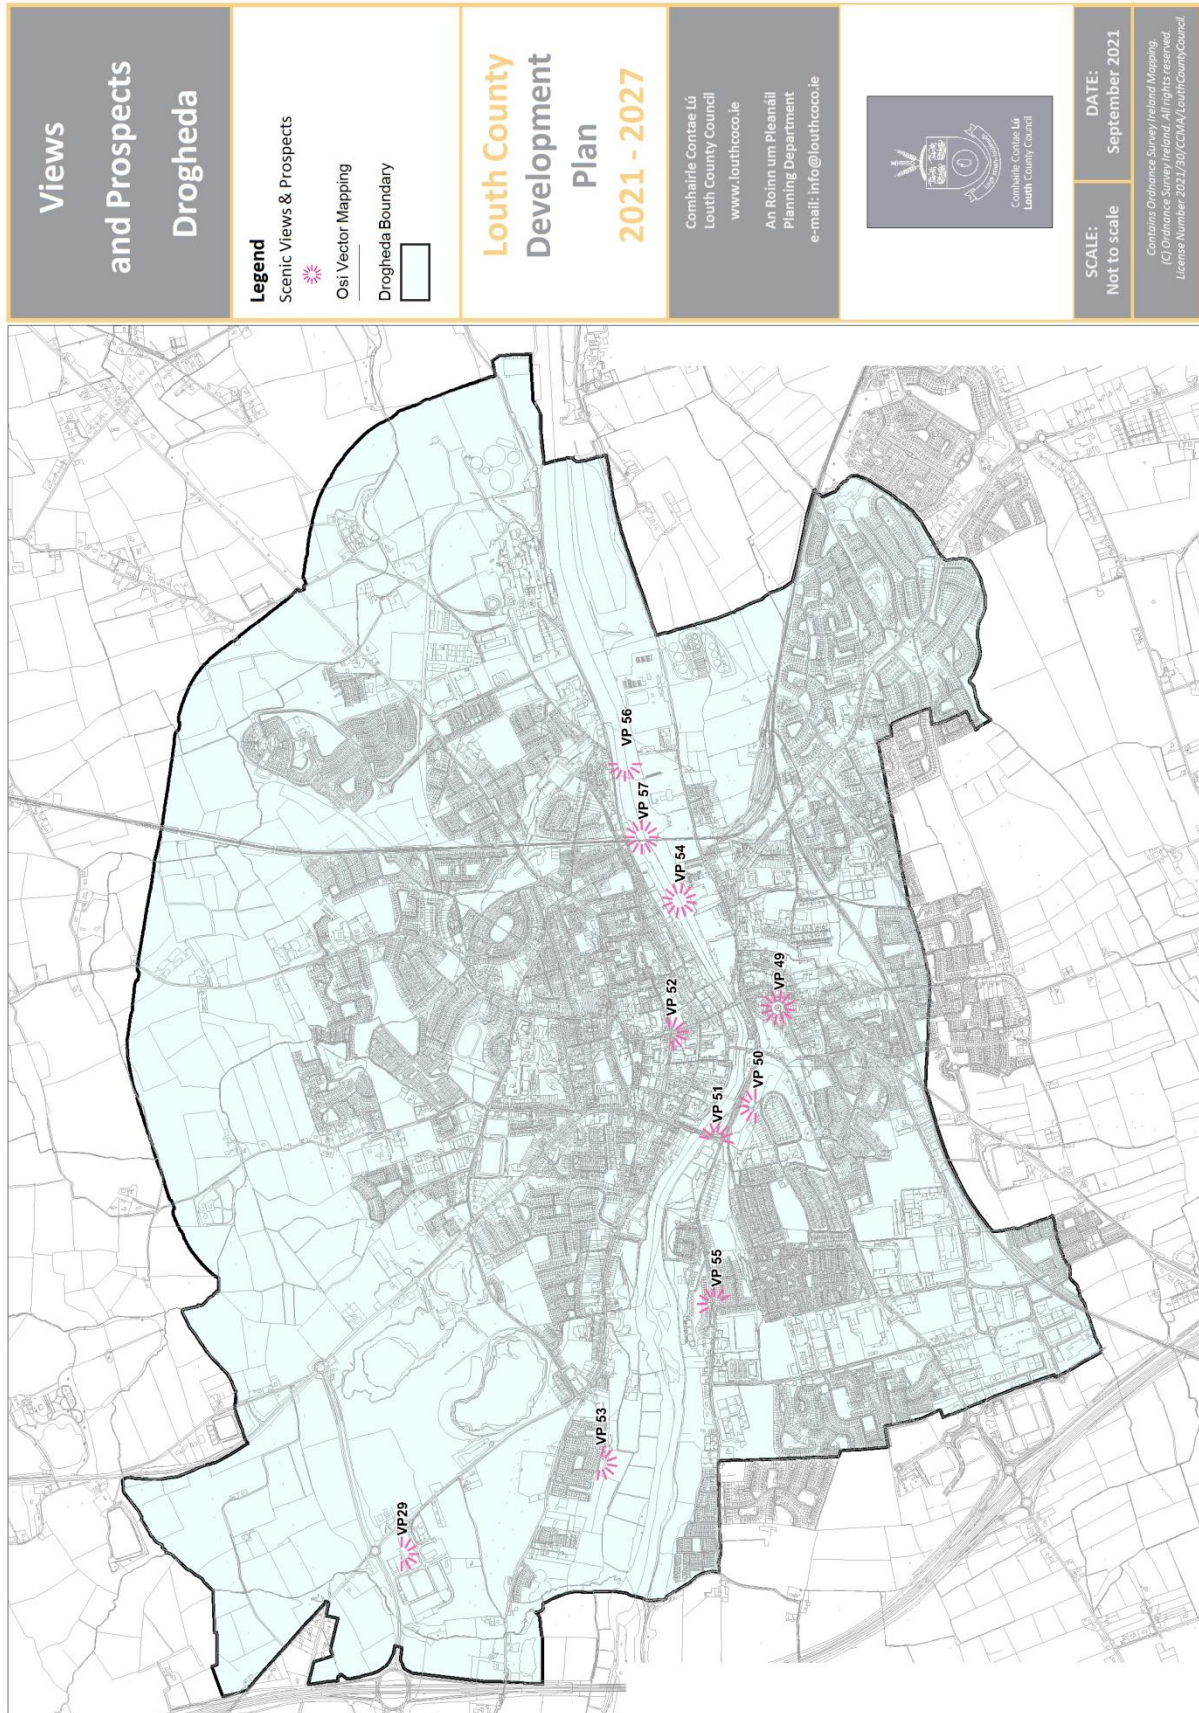 Views
and Prospects
Drogheda
Legend
Scenic Views & Prospects
Osi Vector Mapping
Drogheda Boundary
Louth County
Development
Plan
2021 - 2027
Comhairle Contae Lú
Louth County Council
www.louthcoco.ie
An Roinn um Pleanáil
Planning Department
e-mail: info@louthcoco.ie
Comhairle Contae Lú
Louth County Council
SCALE:
Not to scale
DATE:
September 2021
Contains Ordnance Survey Ireland Mapping.
(C) Ordnance Survey Ireland. All rights reserved.
License Number 2021/30/CCMA/LouthCountyCouncil.
VP29
VP 53
VP 55
VP 51
VP 50
VP 52
VP 49
VP 54
VP 57
VP 56